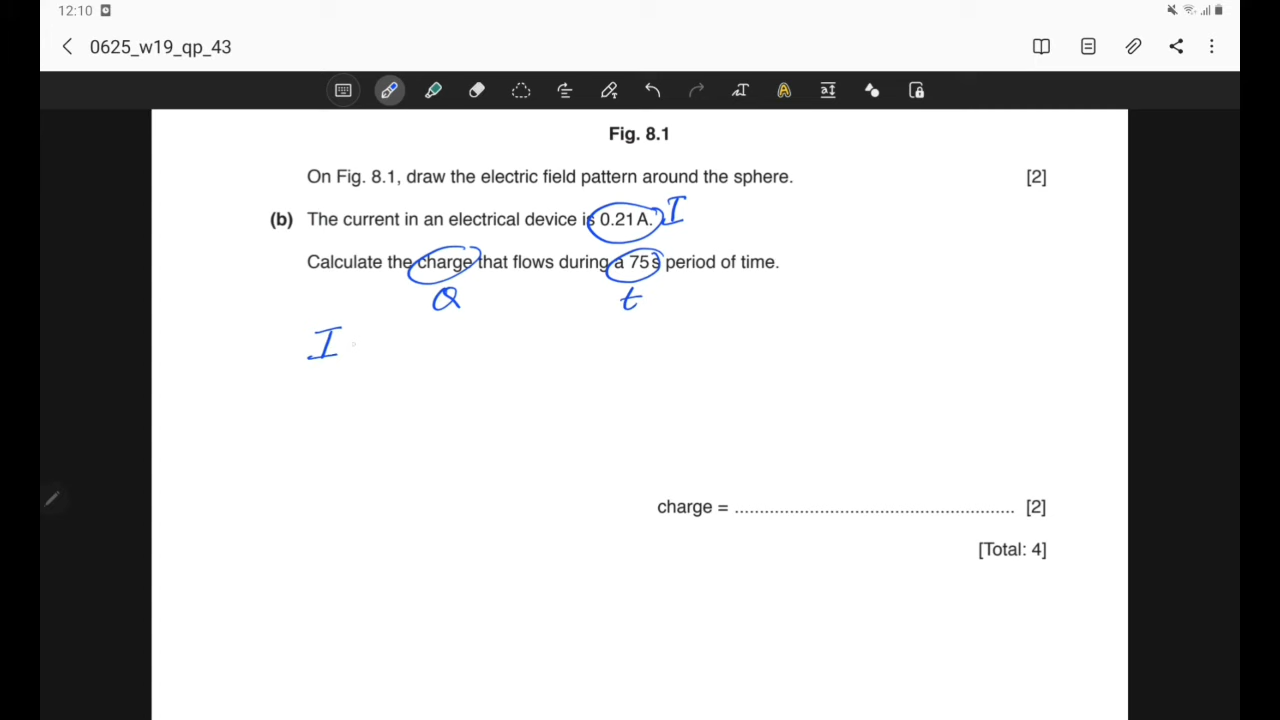 12:10
0625_w19_qp_43
Fig. 8.1
On Fig. 8.1, draw the electric field pattern around the sphere. [2]
(b) The current in an electrical device is 0.21 A. I
Calculate the charge that flows during a 75 s period of time.
Q t
I
charge = ........................................................ [2]
[Total: 4]